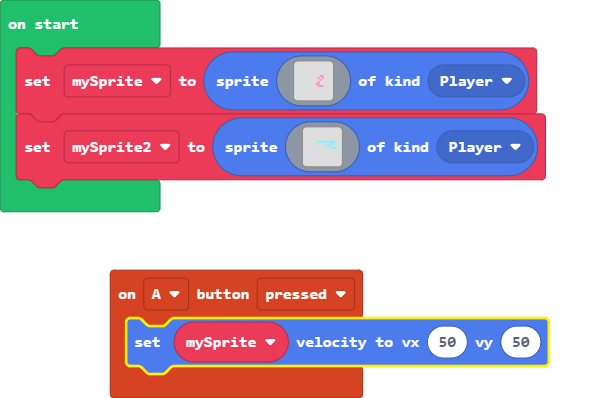 on start
set mySprite to sprite of kind Player
set mySprite2 to sprite of kind Player
on A button pressed
set mySprite velocity to vx 50 vy 50